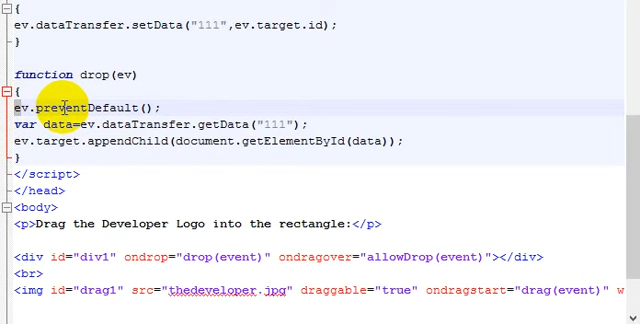 {
ev.dataTransfer.setData("111",ev.target.id);
}
function drop(ev)
{
ev.preventDefault();
var data=ev.dataTransfer.getData("111");
ev.target.appendChild(document.getElementById(data));
}
</script>
</head>
<body>
<p>Drag the Developer Logo into the rectangle:</p>
<div id="div1" ondrop="drop(event)" ondragover="allowDrop(event)"></div>
<br>
<img id="drag1" src="thedeveloper.jpg" draggable="true" ondragstart="drag(event)" w